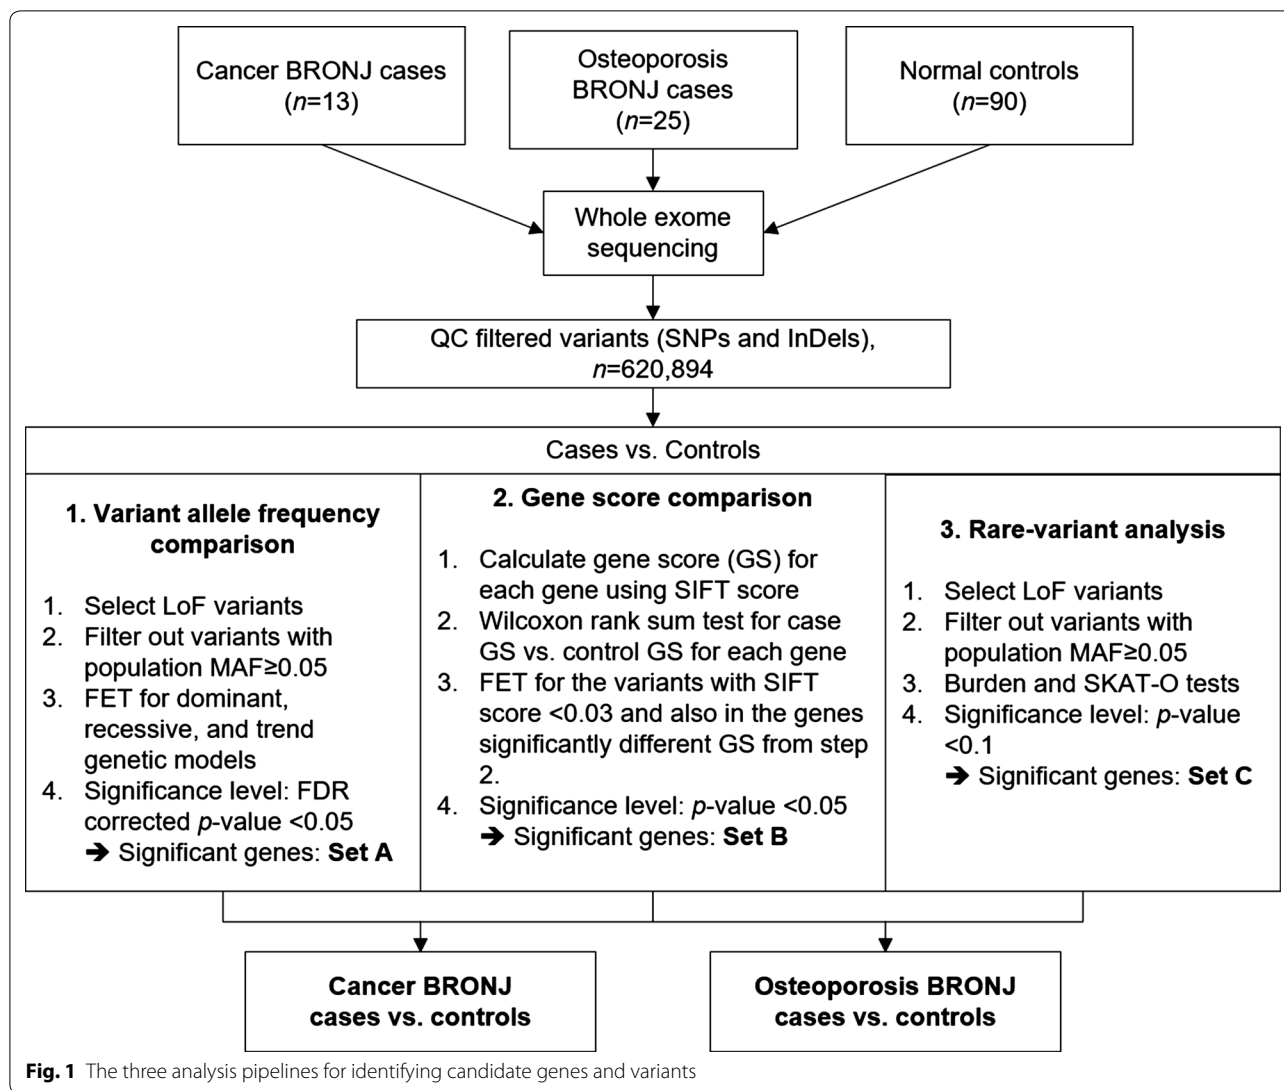 Cancer BRONJ cases
(n=13)
Osteoporosis
BRONJ cases
(n=25)
Normal controls
(n=90)
Whole exome
sequencing
QC filtered variants (SNPs and InDels),
n=620,894
Cases vs. Controls
1. Variant allele frequency
comparison
1. Select LoF variants
2. Filter out variants with
population MAF≥0.05
3. FET for dominant,
recessive, and trend
genetic models
4. Significance level: FDR
corrected p-value <0.05
➔ Significant genes: Set A
2. Gene score comparison
1. Calculate gene score (GS) for
each gene using SIFT score
2. Wilcoxon rank sum test for case
GS vs. control GS for each gene
3. FET for the variants with SIFT
score <0.03 and also in the genes
significantly different GS from step
2.
4. Significance level: p-value <0.05
➔ Significant genes: Set B
3. Rare-variant analysis
1. Select LoF variants
2. Filter out variants with
population MAF≥0.05
3. Burden and SKAT-O tests
4. Significance level: p-value
<0.1
➔ Significant genes: Set C
Cancer BRONJ
cases vs. controls
Osteoporosis BRONJ
cases vs. controls
Fig. 1 The three analysis pipelines for identifying candidate genes and variants